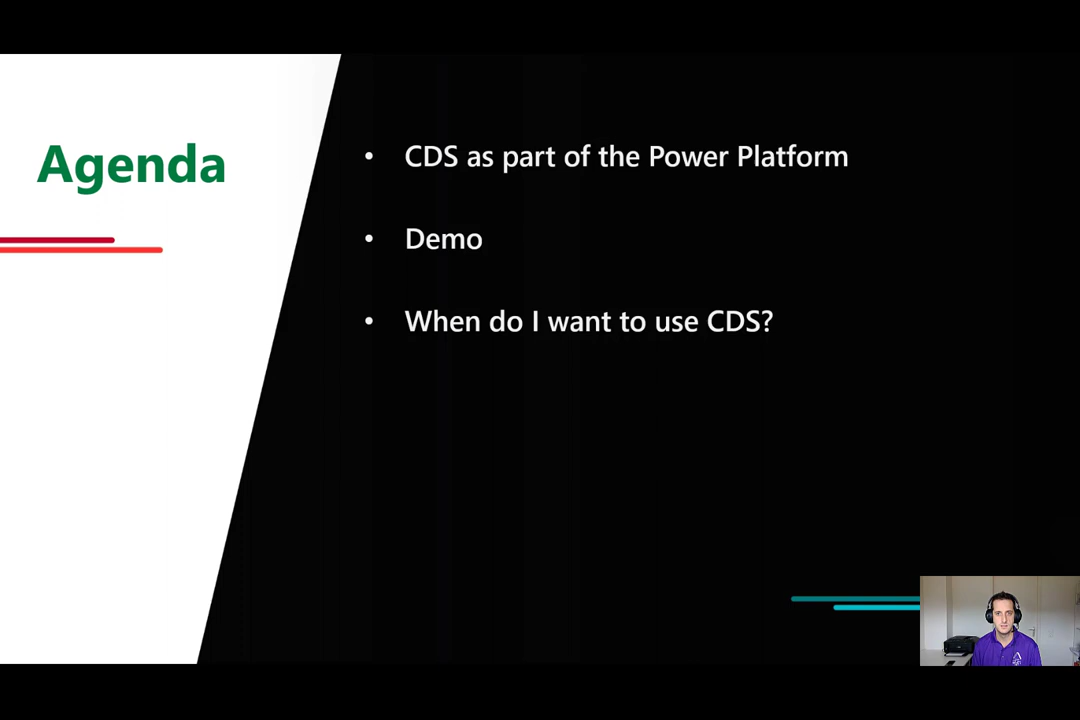 Agenda
• CDS as part of the Power Platform
• Demo
• When do I want to use CDS?